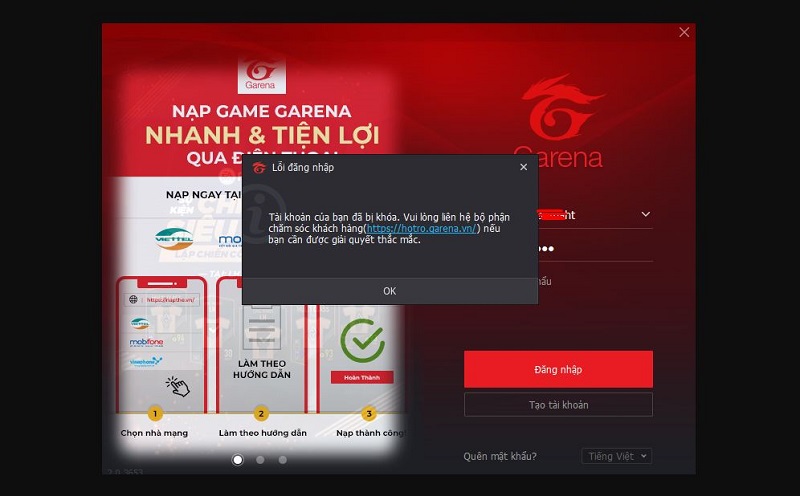 Garena
NẠP GAME GARENA
NHANH & TIỆN LỢI
QUA ĐIỆN THOẠI
NẠP NGAY TẠI
VIETTEL
https://napthe.vn/
VIETTEL
mobifone
vinaphone
LÀM THEO
HƯỚNG DẪN
Hoàn Thành
1
2
3
Chọn nhà mạng
Làm theo hướng dẫn
Nạp thành công
Lỗi đăng nhập
Tài khoản của bạn đã bị khóa. Vui lòng liên hệ bộ phận
chăm sóc khách hàng(https://hotro.garena.vn/) nếu
bạn cần được giải quyết thắc mắc.
OK
Garena
ht
Đăng nhập
Tạo tài khoản
Quên mật khẩu?
Tiếng Việt